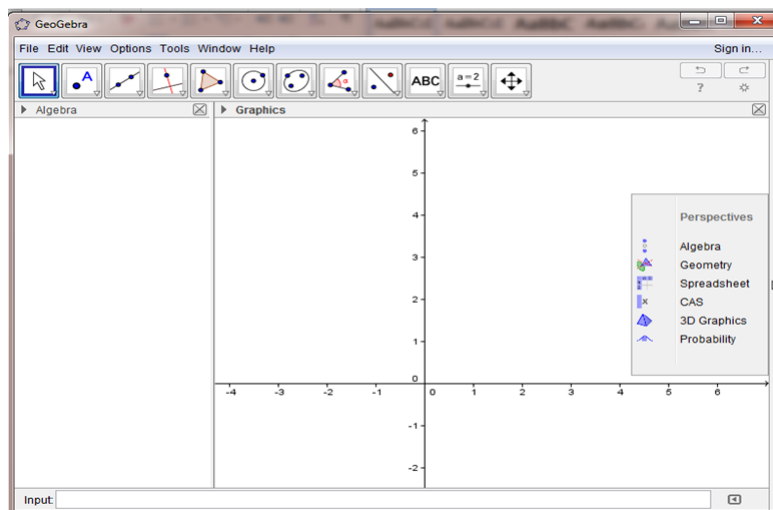 GeoGebra
File Edit View Options Tools Window Help Sign in...
A ABC a=2
?
Algebra Graphics
6
5
4
3
2
1
0
-4 -3 -2 -1 0 1 2 3 4 5 6
-1
-2
Perspectives
Algebra
Geometry
Spreadsheet
x CAS
3D Graphics
Probability
Input: